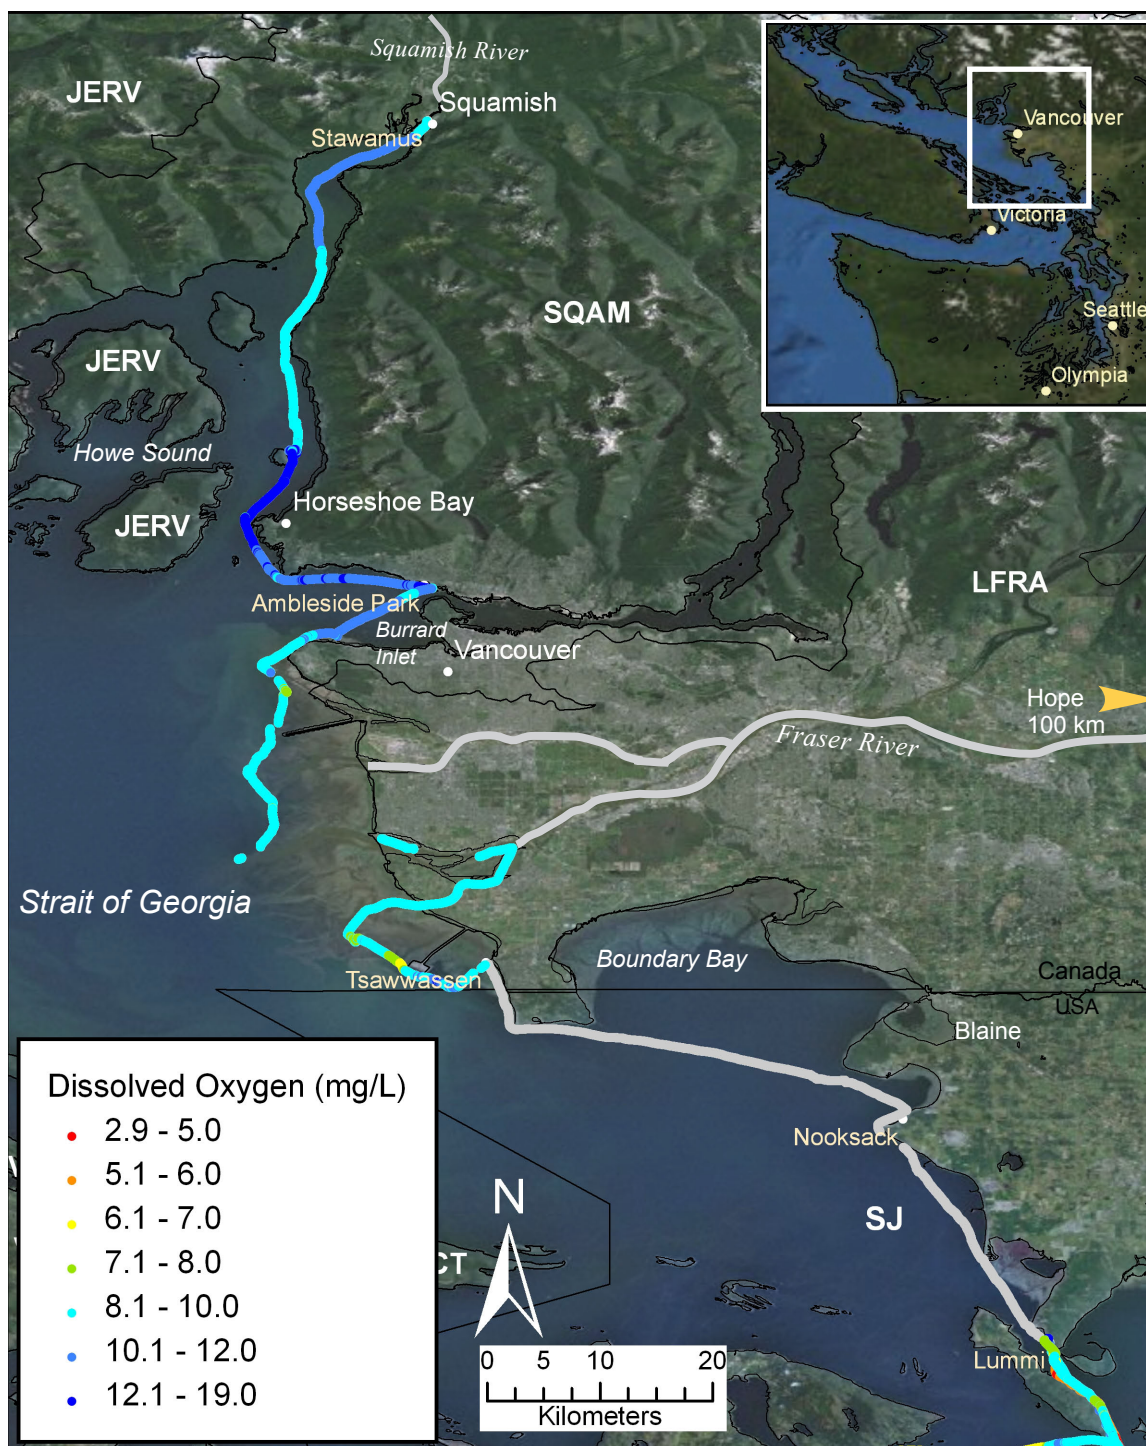 Squamish River
JERV
Squamish
Stawamus
Vancouver
Victoria
Seattle
Olympia
SQAM
JERV
Howe Sound
JERV
Horseshoe Bay
LFRA
Ambleside Park
Burrard
Inlet
Vancouver
Hope
100 km
Fraser River
Strait of Georgia
Boundary Bay
Tsawwassen
Canada
USA
Blaine
Nooksack
SJ
Lummi
CT
Dissolved Oxygen (mg/L)
2.9 - 5.0
5.1 - 6.0
6.1 - 7.0
7.1 - 8.0
8.1 - 10.0
10.1 - 12.0
12.1 - 19.0
N
0 5 10 20
Kilometers